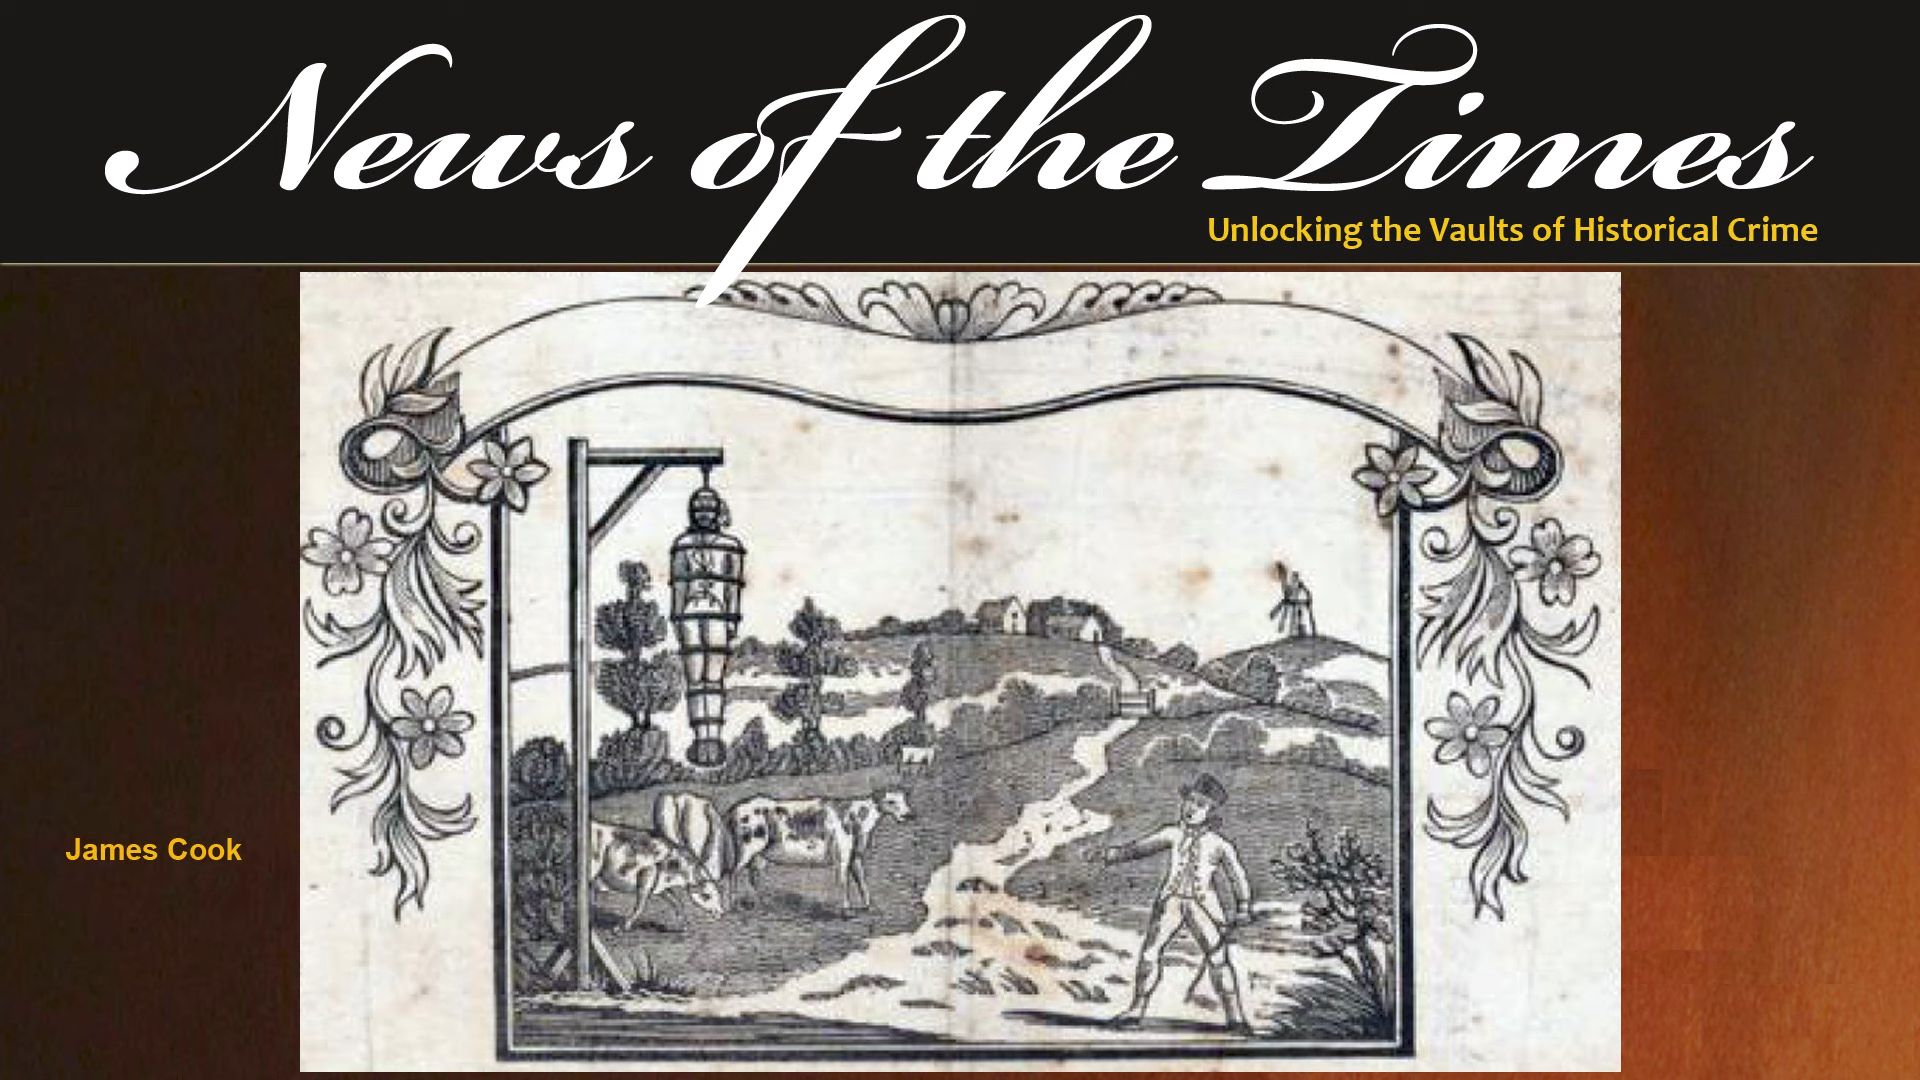 News of the Times
Unlocking the Vaults of Historical Crime
James Cook